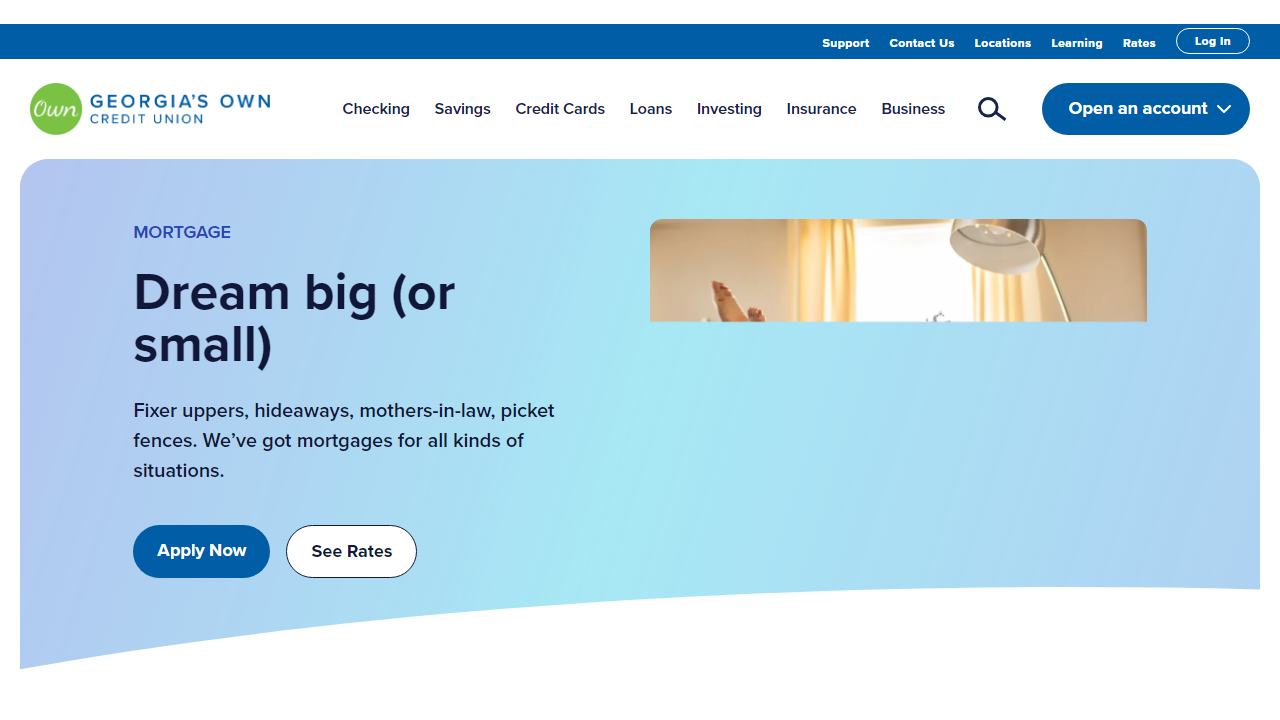 Support Contact Us Locations Learning Rates Log In
Own GEORGIA'S OWN
CREDIT UNION
Checking Savings Credit Cards Loans Investing Insurance Business Open an account
MORTGAGE
Dream big (or
small)
Fixer uppers, hideaways, mothers-in-law, picket
fences. We’ve got mortgages for all kinds of
situations.
Apply Now See Rates